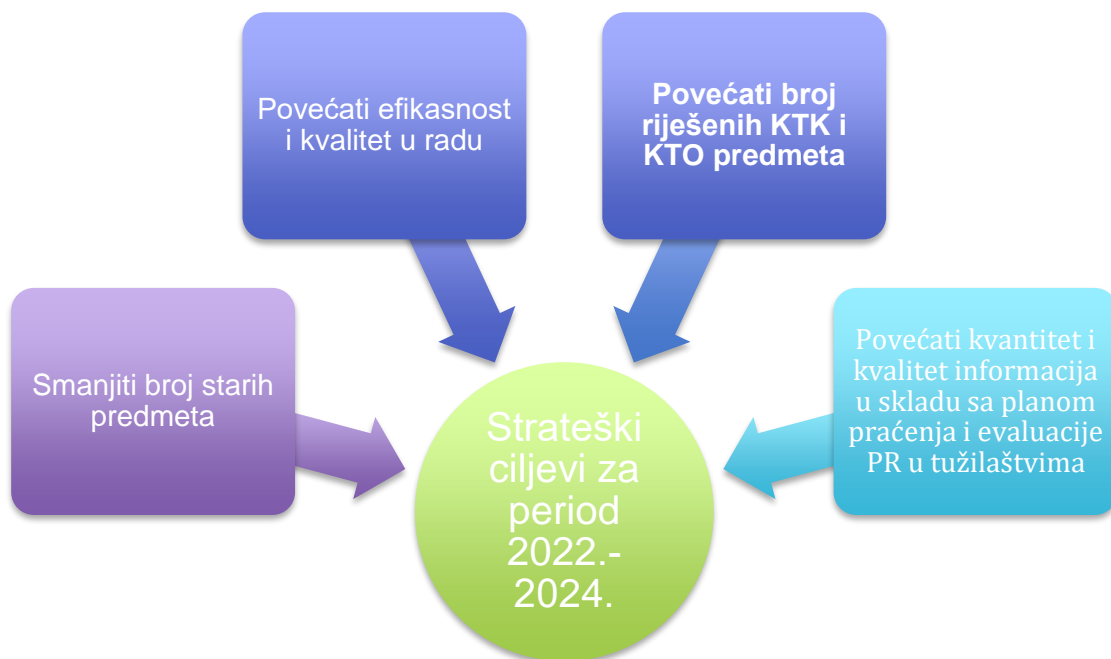 Povećati efikasnost
i kvalitet u radu
Povećati broj
riješenih KTK i
KTO predmeta
Smanjiti broj starih
predmeta
Povećati kvantitet i
kvalitet informacija
u skladu sa planom
praćenja i evaluacije
PR u tužilaštvima
Strateški
ciljevi za
period
2022.-
2024.